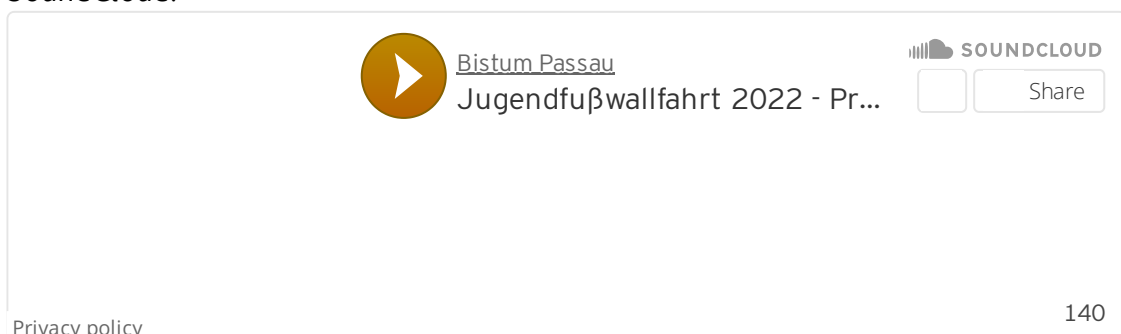 Bistum Passau
SOUNDCLOUD
Jugendfußwallfahrt 2022 - Pr...
Share
140
Privacy policy